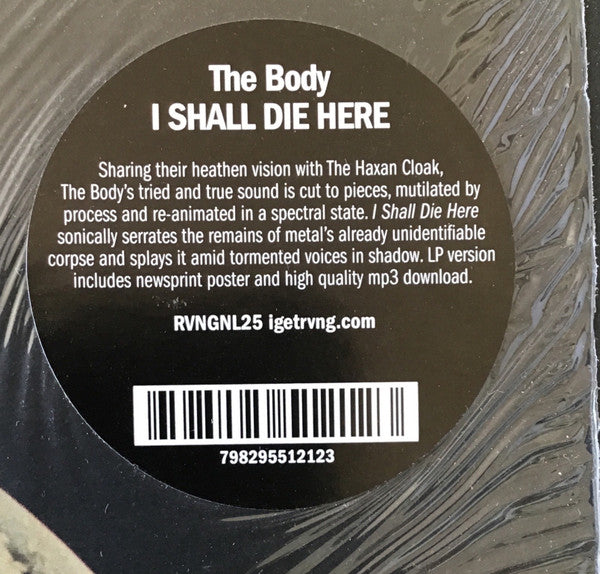 The Body
I SHALL DIE HERE
Sharing their heathen vision with The Haxan Cloak,
The Body's tried and true sound is cut to pieces, mutilated by
process and re-animated in a spectral state. I Shall Die Here
sonically serrates the remains of metal's already unidentifiable
corpse and splays it amid tormented voices in shadow. LP version
includes newsprint poster and high quality mp3 download.
RVNGNL25 igetrvng.com
798295512123